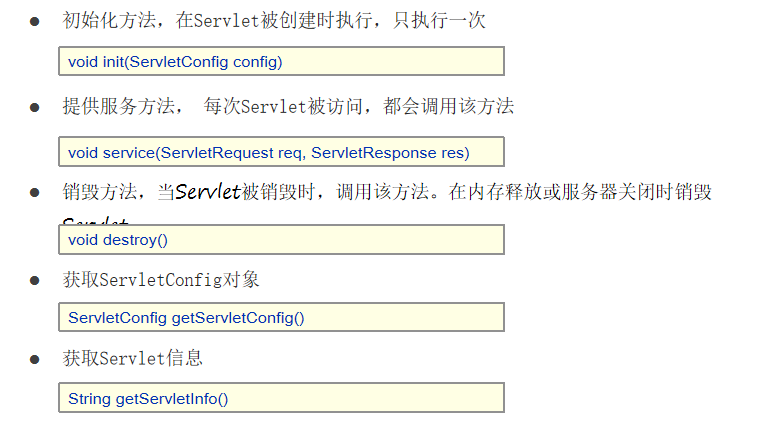 初始化方法，在Servlet被创建时执行，只执行一次
void init(ServletConfig config)
提供服务方法， 每次Servlet被访问，都会调用该方法
void service(ServletRequest req, ServletResponse res)
销毁方法，当Servlet被销毁时，调用该方法。在内存释放或服务器关闭时销毁
Servlet
void destroy()
获取ServletConfig对象
ServletConfig getServletConfig()
获取Servlet信息
String getServletInfo()